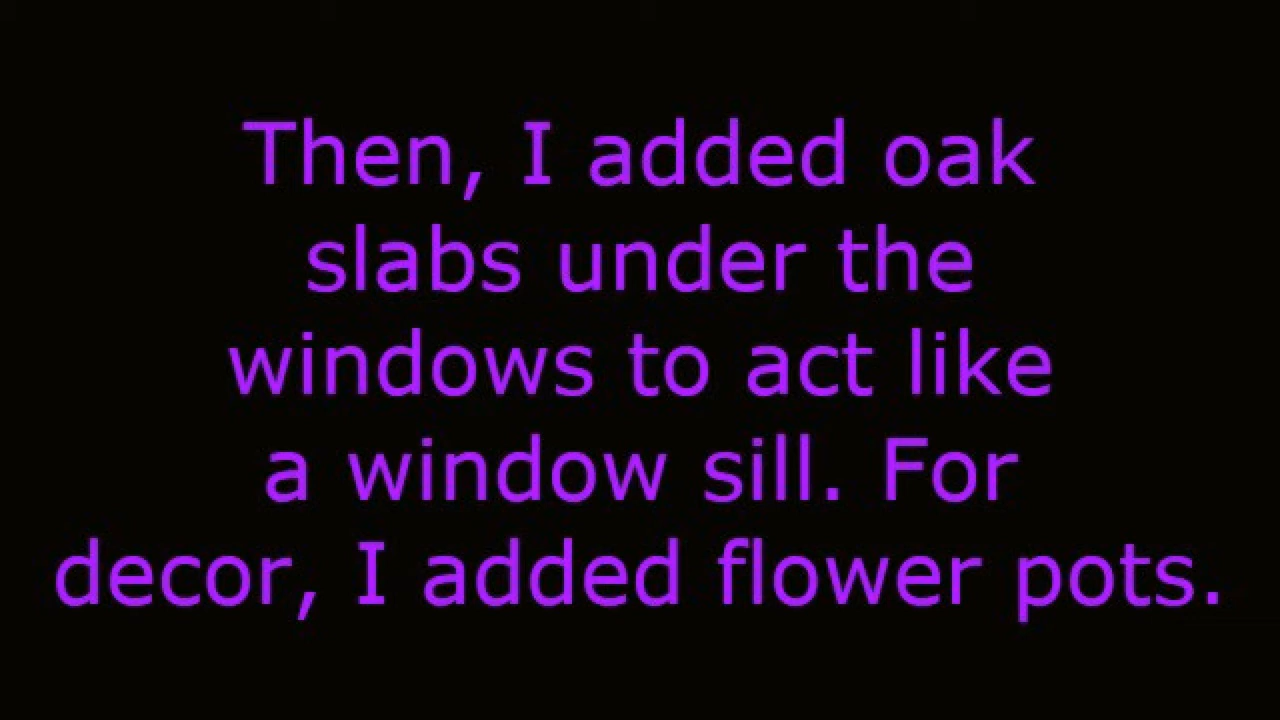 Then, I added oak
slabs under the
windows to act like
a window sill. For
decor, I added flower pots.